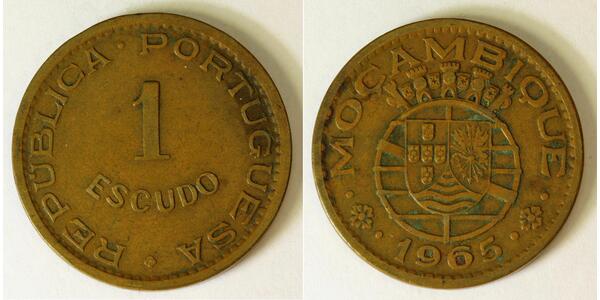 REPÚBLICA · PORTUGUESA
1
ESCUDO
MOÇAMBIQUE
1965